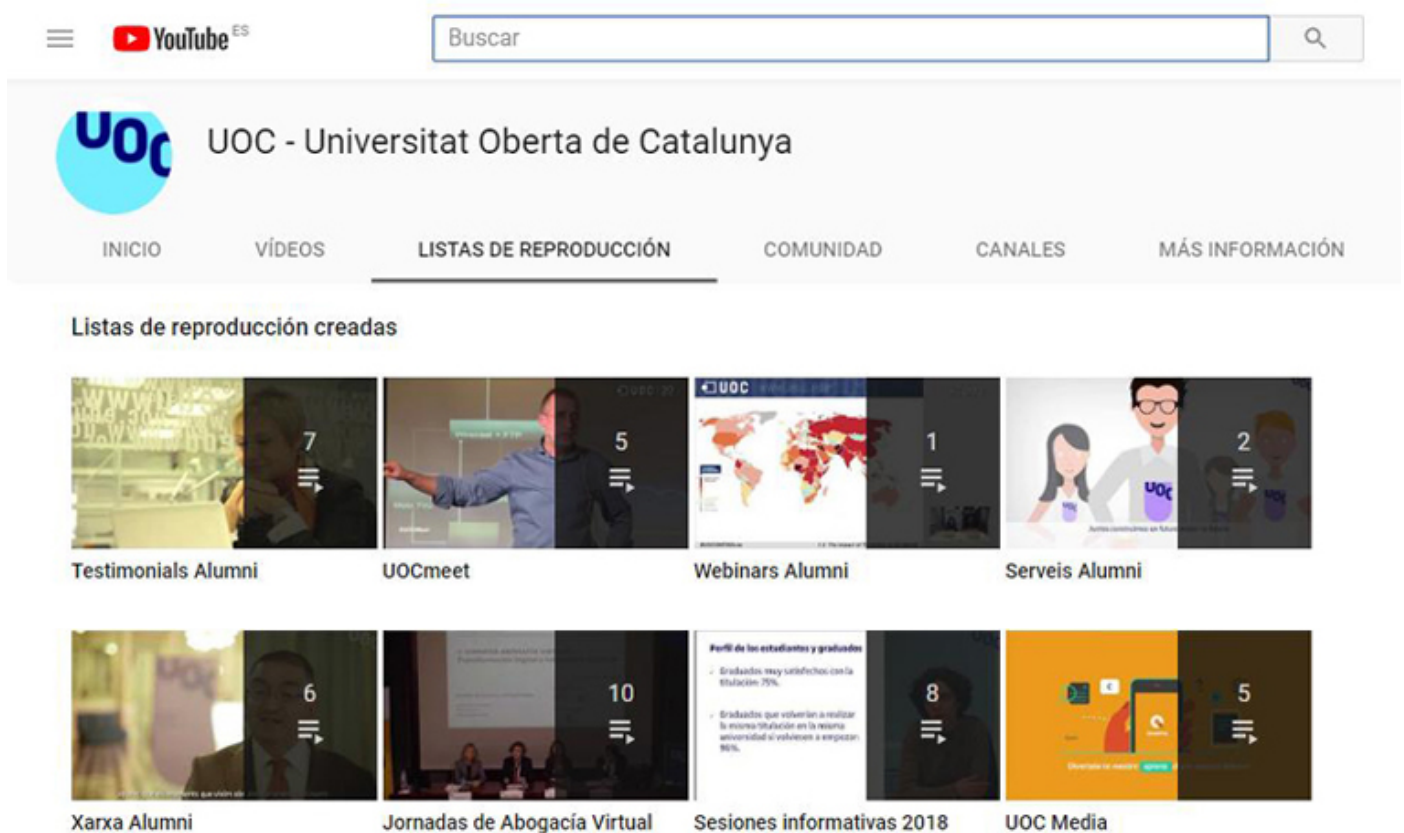 YouTube ES
Buscar
UOC
UOC - Universitat Oberta de Catalunya
INICIO VÍDEOS LISTAS DE REPRODUCCIÓN COMUNIDAD CANALES MÁS INFORMACIÓN
Listas de reproducción creadas
7
5
UOC
1
UOC
2
Testimonials Alumni
UOCmeet
Webinars Alumni
Serveis Alumni
6
10
Perfil de los estudiantes y graduados
Graduados muy satisfechos con la
titulación: 75%.
Graduados que volverían a realizar
la misma titulación en la misma
universidad si volviesen a empezar:
96%.
8
5
Xarxa Alumni
Jornadas de Abogacía Virtual
Sesiones informativas 2018
UOC Media